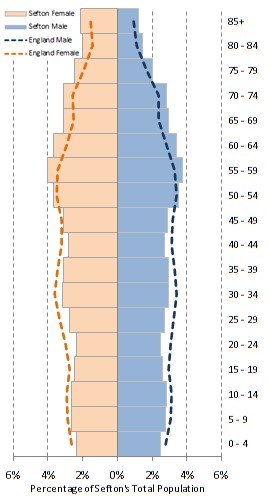 Sefton Female
Sefton Male
England Male
England Female
85+
80 - 84
75 - 79
70 - 74
65 - 69
60 - 64
55 - 59
50 - 54
45 - 49
40 - 44
35 - 39
30 - 34
25 - 29
20 - 24
15 - 19
10 - 14
5 - 9
0 - 4
6% 4% 2% 0% 2% 4% 6%
Percentage of Sefton's Total Population